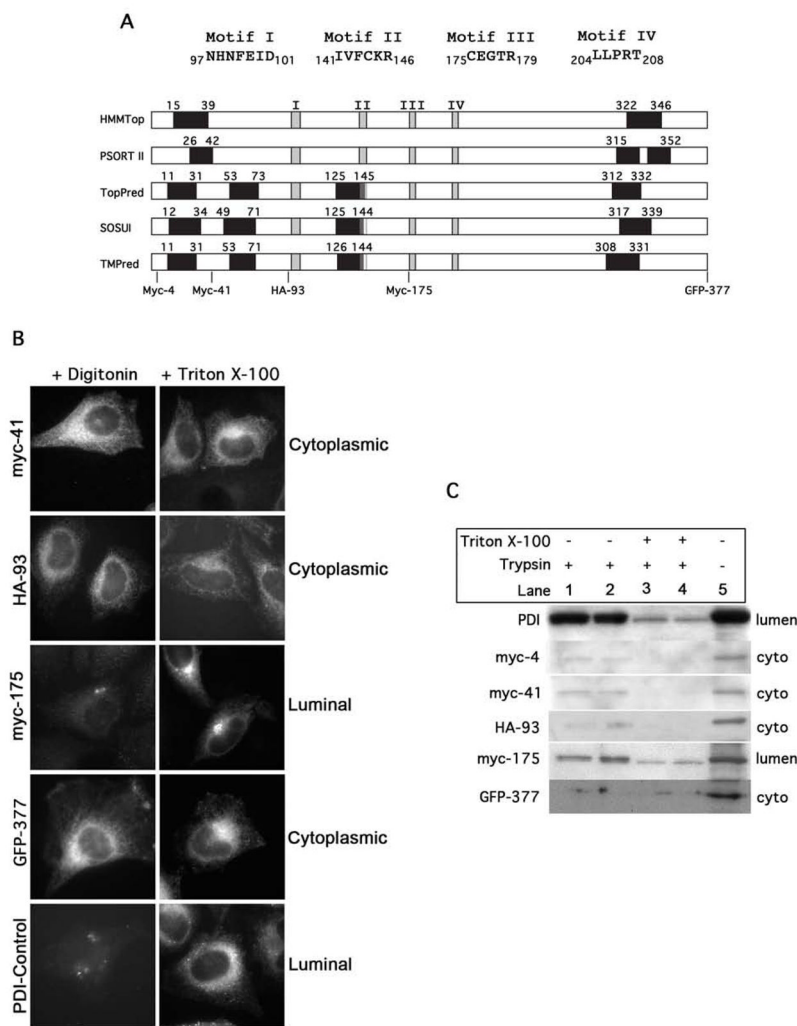 A
Motif I Motif II Motif III Motif IV
97NHNFEID101 141IVFCKR146 175CEGTR179 204LLPRT208
15 39 I II III IV 322 346
HMMTop
26 42 315 352
PSORT II
11 31 53 73 125 145 312 332
TopPred
12 34 49 71 125 144 317 339
SOSUI
11 31 53 71 126 144 308 331
TMPred
Myc-4 Myc-41 HA-93 Myc-175 GFP-377
B
+ Digitonin + Triton X-100
myc-41 Cytoplasmic
HA-93 Cytoplasmic
myc-175 Luminal
GFP-377 Cytoplasmic
PDI-Control Luminal
C
Triton X-100 - - + + -
Trypsin + + + + -
Lane 1 2 3 4 5
PDI lumen
myc-4 cyto
myc-41 cyto
HA-93 cyto
myc-175 lumen
GFP-377 cyto